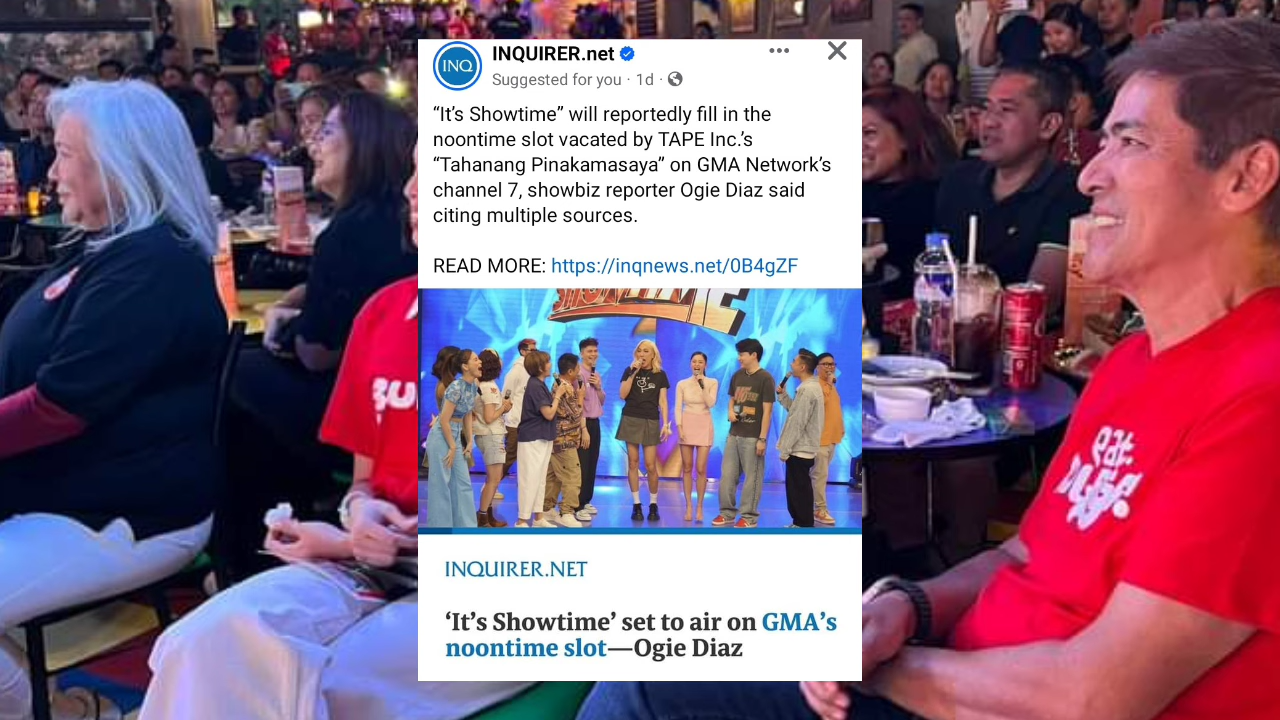 INQ
INQUIRER.net
Suggested for you · 1d ·
“It’s Showtime” will reportedly fill in the
noontime slot vacated by TAPE Inc.’s
“Tahanang Pinakamasaya” on GMA Network’s
channel 7, showbiz reporter Ogie Diaz said
citing multiple sources.
READ MORE: https://inqnews.net/0B4gZF
SHOWTIME
INQUIRER.NET
‘It’s Showtime’ set to air on GMA’s
noontime slot—Ogie Diaz